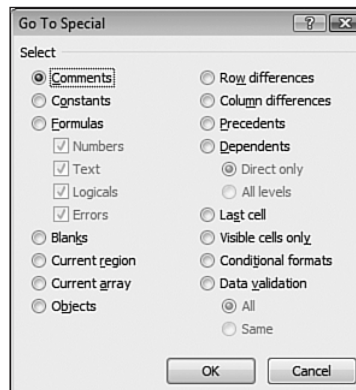 Go To Special
Select
Comments
Constants
Formulas
Numbers
Text
Logicals
Errors
Blanks
Current region
Current array
Objects
Row differences
Column differences
Precedents
Dependents
Direct only
All levels
Last cell
Visible cells only
Conditional formats
Data validation
All
Same
OK
Cancel